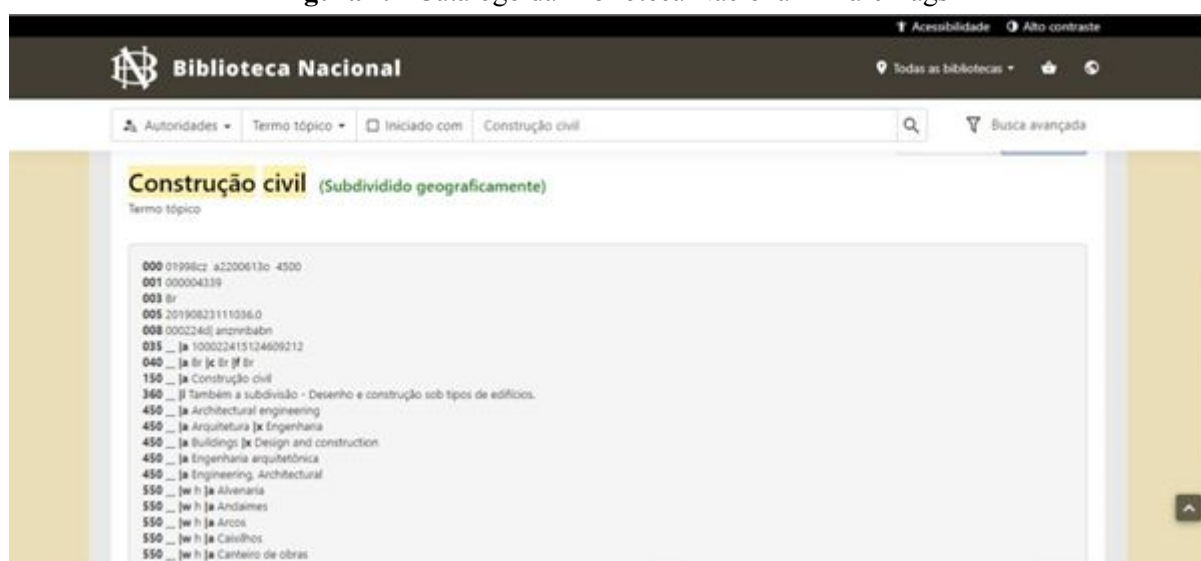 Acessibilidade Alto contraste
Biblioteca Nacional
Todas as bibliotecas
Autoridades Termo tópico Iniciado com Construção civil Busca avançada
Construção civil (Subdividido geograficamente)
Termo tópico
000 01998cz a2200613o 4500
001 000004339
003 Br
005 20190823111036.0
008 000224d| anznnbabn
035 __ |a 100022415124609212
040 __ |a Br |c Br |f Br
150 __ |a Construção civil
360 __ |i Também a subdivisão - Desenho e construção sob tipos de edifícios.
450 __ |a Architectural engineering
450 __ |a Arquitetura |x Engenharia
450 __ |a Buildings |x Design and construction
450 __ |a Engenharia arquitetônica
450 __ |a Engineering, Architectural
550 __ |w h |a Alvenaria
550 __ |w h |a Andaimes
550 __ |w h |a Arcos
550 __ |w h |a Caixilhos
550 __ |w h |a Canteiro de obras